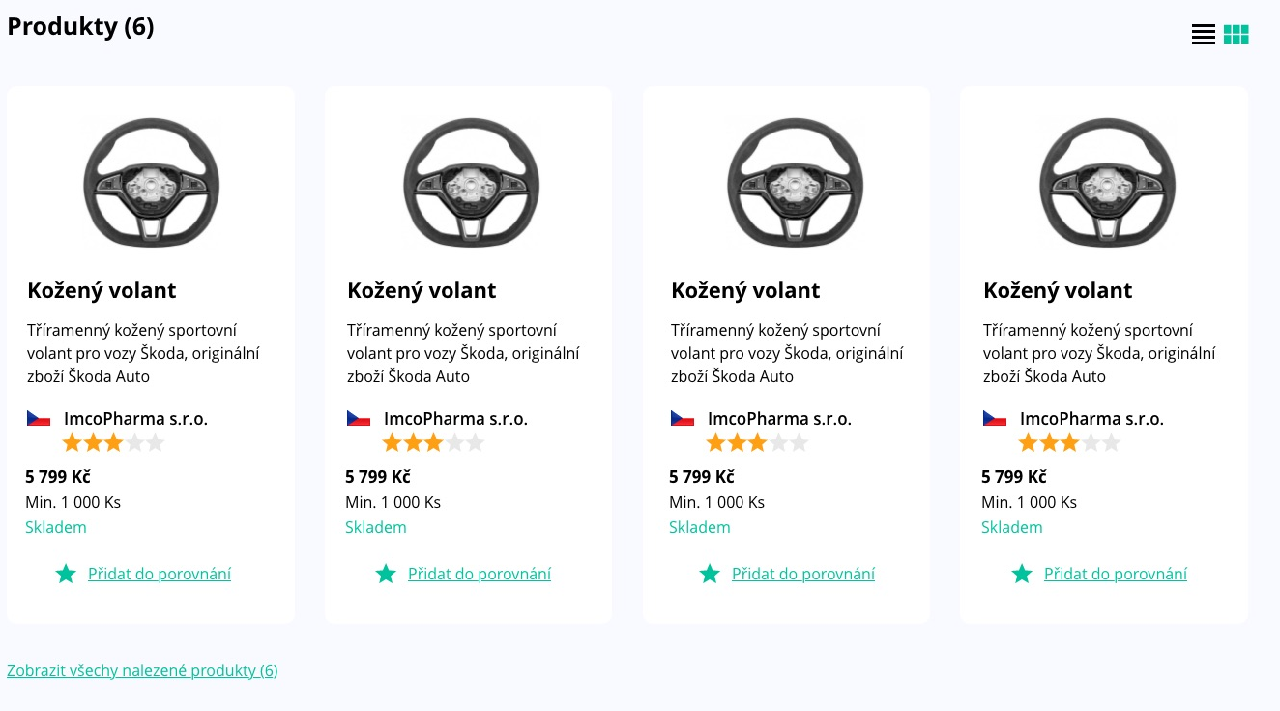 Produkty (6)
Kožený volant
Tříramenný kožený sportovní
volant pro vozy Škoda, originální
zboží Škoda Auto
ImcoPharma s.r.o.
5 799 Kč
Min. 1 000 Ks
Skladem
Přidat do porovnání
Kožený volant
Tříramenný kožený sportovní
volant pro vozy Škoda, originální
zboží Škoda Auto
ImcoPharma s.r.o.
5 799 Kč
Min. 1 000 Ks
Skladem
Přidat do porovnání
Kožený volant
Tříramenný kožený sportovní
volant pro vozy Škoda, originální
zboží Škoda Auto
ImcoPharma s.r.o.
5 799 Kč
Min. 1 000 Ks
Skladem
Přidat do porovnání
Kožený volant
Tříramenný kožený sportovní
volant pro vozy Škoda, originální
zboží Škoda Auto
ImcoPharma s.r.o.
5 799 Kč
Min. 1 000 Ks
Skladem
Přidat do porovnání
Zobrazit všechy nalezené produkty (6)